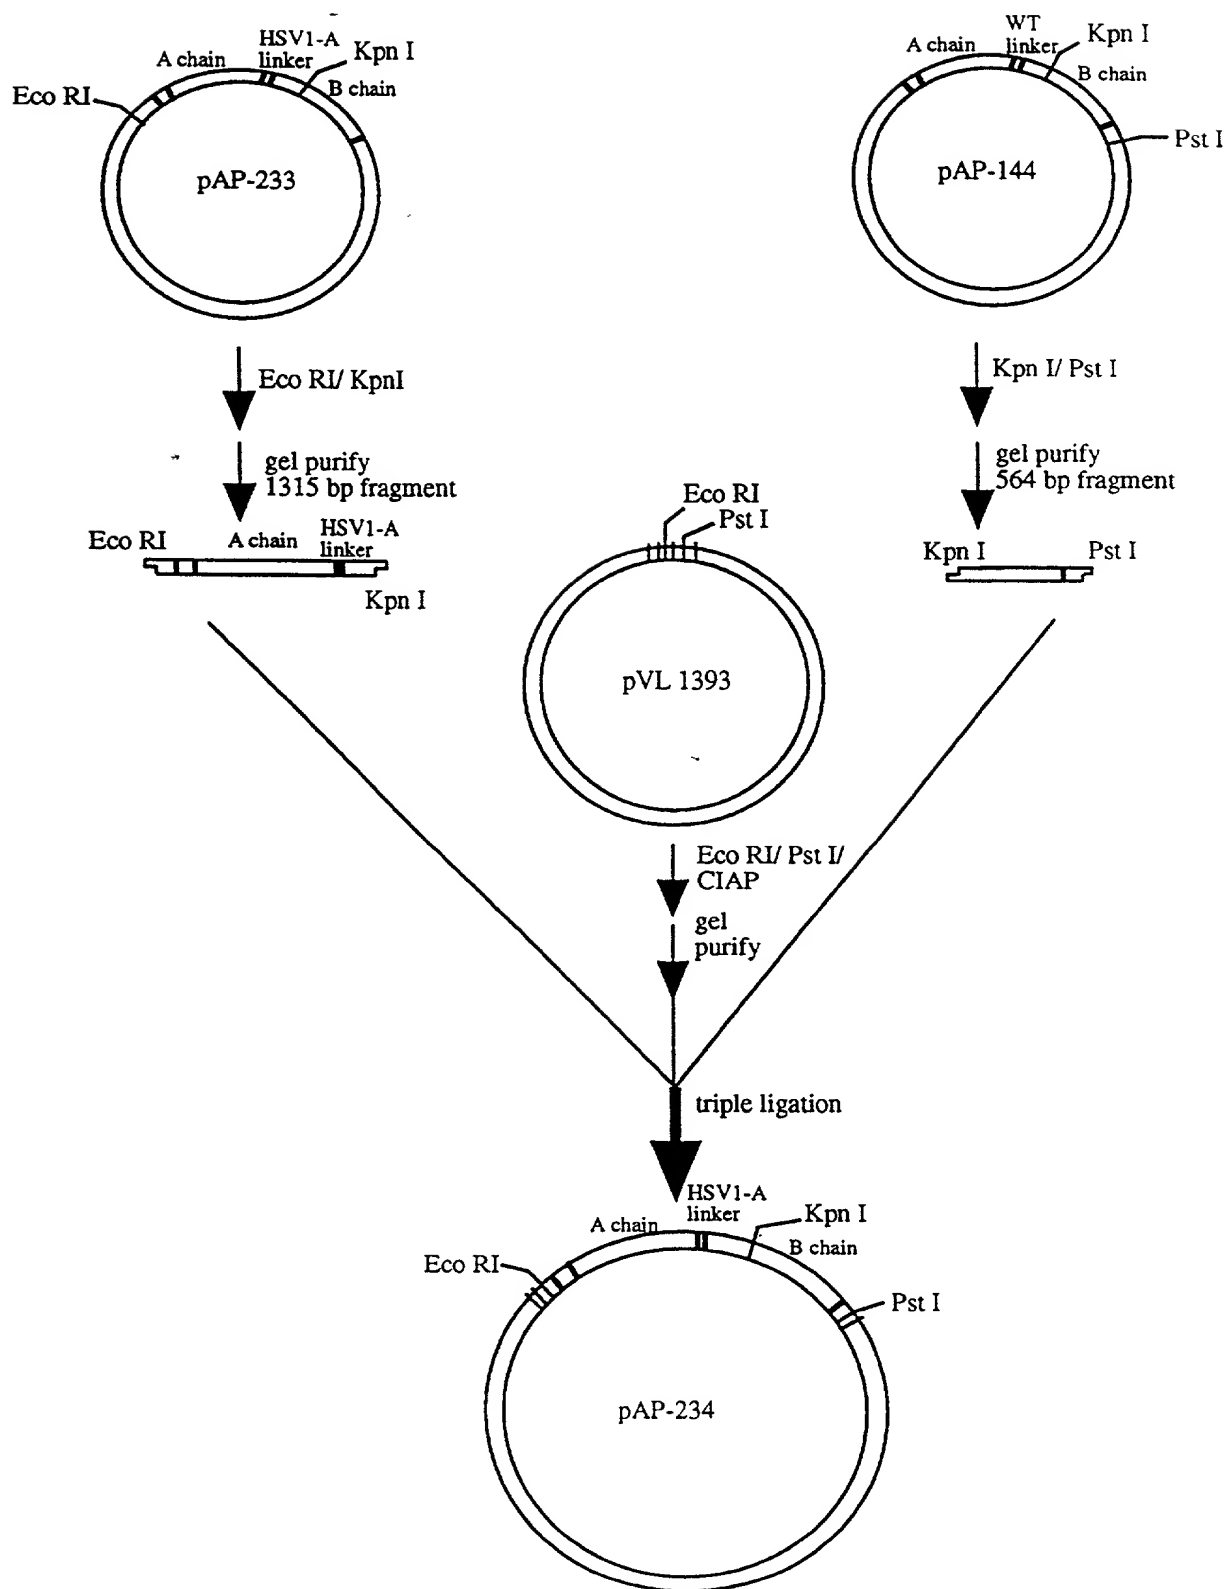 HSV1-A
linker
A chain
Kpn I
B chain
Eco RI
pAP-233
WT
linker
A chain
Kpn I
B chain
Pst I
pAP-144
Eco RI/ KpnI
gel purify
1315 bp fragment
Kpn I/ Pst I
gel purify
564 bp fragment
Eco RI
A chain
HSV1-A
linker
Kpn I
Eco RI
Pst I
Kpn I
Pst I
pVL 1393
Eco RI/ Pst I/
CIAP
gel
purify
triple ligation
HSV1-A
linker
A chain
Kpn I
B chain
Eco RI
Pst I
pAP-234